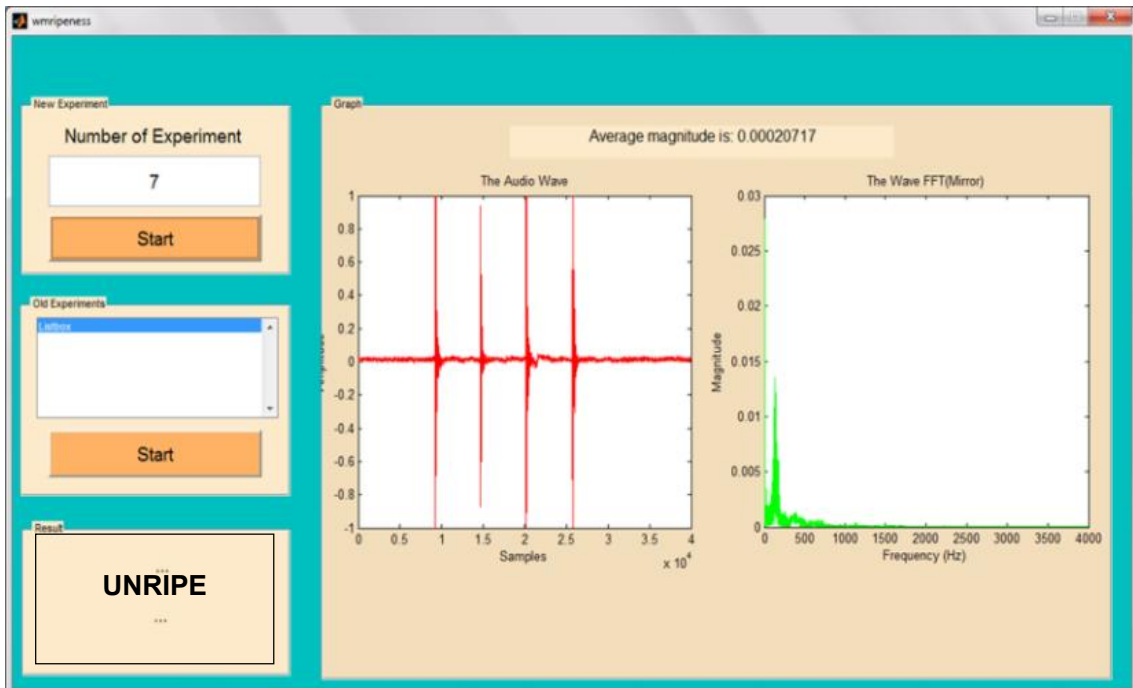 wmripeness
New Experiment
Number of Experiment
7
Start
Old Experiments
Listbox
Start
Result
...
UNRIPE
...
Graph
Average magnitude is: 0.00020717
The Audio Wave
1
0.8
0.6
0.4
0.2
0
-0.2
-0.4
-0.6
-0.8
-1
0 0.5 1 1.5 2 2.5 3 3.5 4
Samples
x 10^4
The Wave FFT(Mirror)
Magnitude
0.03
0.025
0.02
0.015
0.01
0.005
0
0 500 1000 1500 2000 2500 3000 3500 4000
Frequency (Hz)